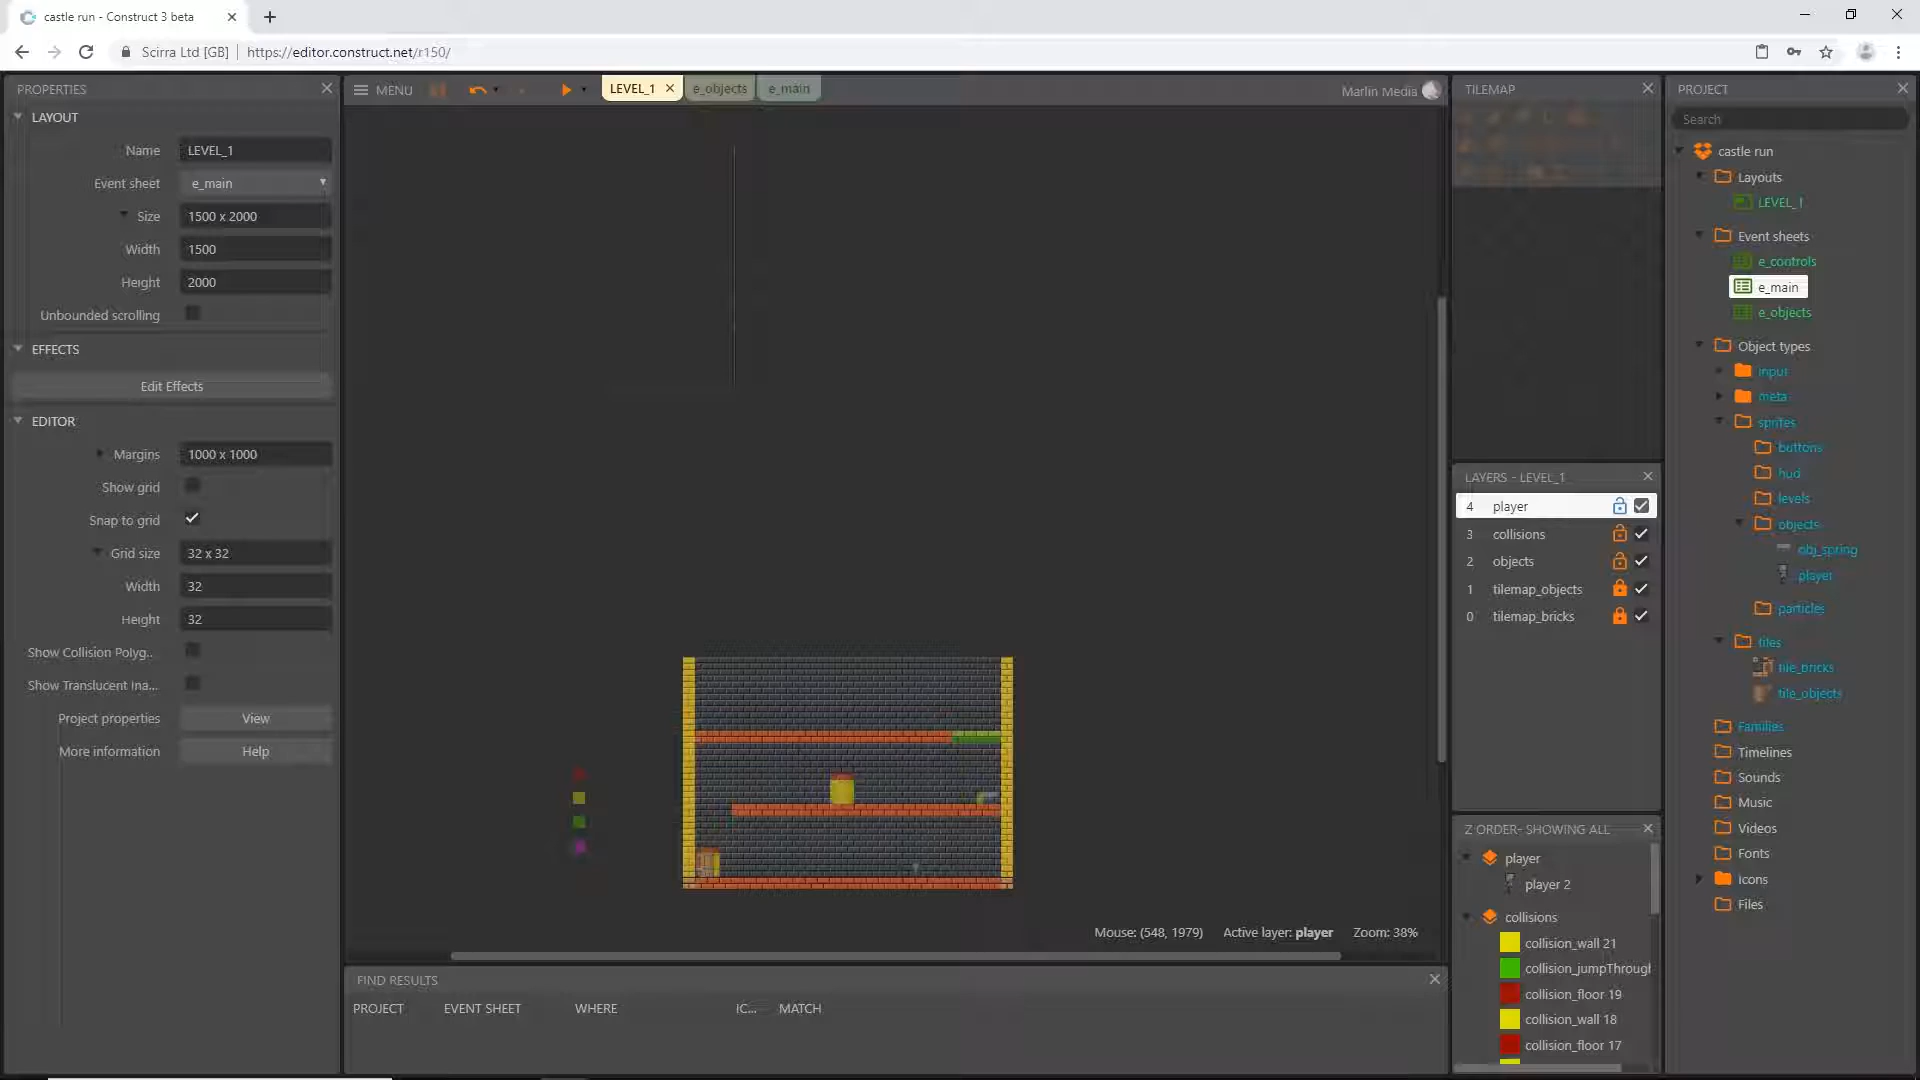 castle run - Construct 3 beta
Scirra Ltd [GB] | https://editor.construct.net/r150/
PROPERTIES
LAYOUT
Name LEVEL_1
Event sheet e_main
Size 1500 x 2000
Width 1500
Height 2000
Unbounded scrolling
EFFECTS
Edit Effects
EDITOR
Margins 1000 x 1000
Show grid
Snap to grid
Grid size 32 x 32
Width 32
Height 32
Show Collision Polyg...
Show Translucent Ina...
Project properties View
More information Help
MENU
LEVEL_1
e_objects
e_main
Marlin Media
Mouse: (548, 1979) Active layer: player Zoom: 38%
FIND RESULTS
PROJECT EVENT SHEET WHERE IC... MATCH
TILEMAP
LAYERS - LEVEL_1
4 player
3 collisions
2 objects
1 tilemap_objects
0 tilemap_bricks
Z ORDER- SHOWING ALL
player
player 2
collisions
collision_wall 21
collision_jumpThrough
collision_floor 19
collision_wall 18
collision_floor 17
PROJECT
Search
castle run
Layouts
LEVEL_1
Event sheets
e_controls
e_main
e_objects
Object types
input
meta
sprites
buttons
hud
levels
objects
obj_spring
player
particles
tiles
tile_bricks
tile_objects
Families
Timelines
Sounds
Music
Videos
Fonts
Icons
Files